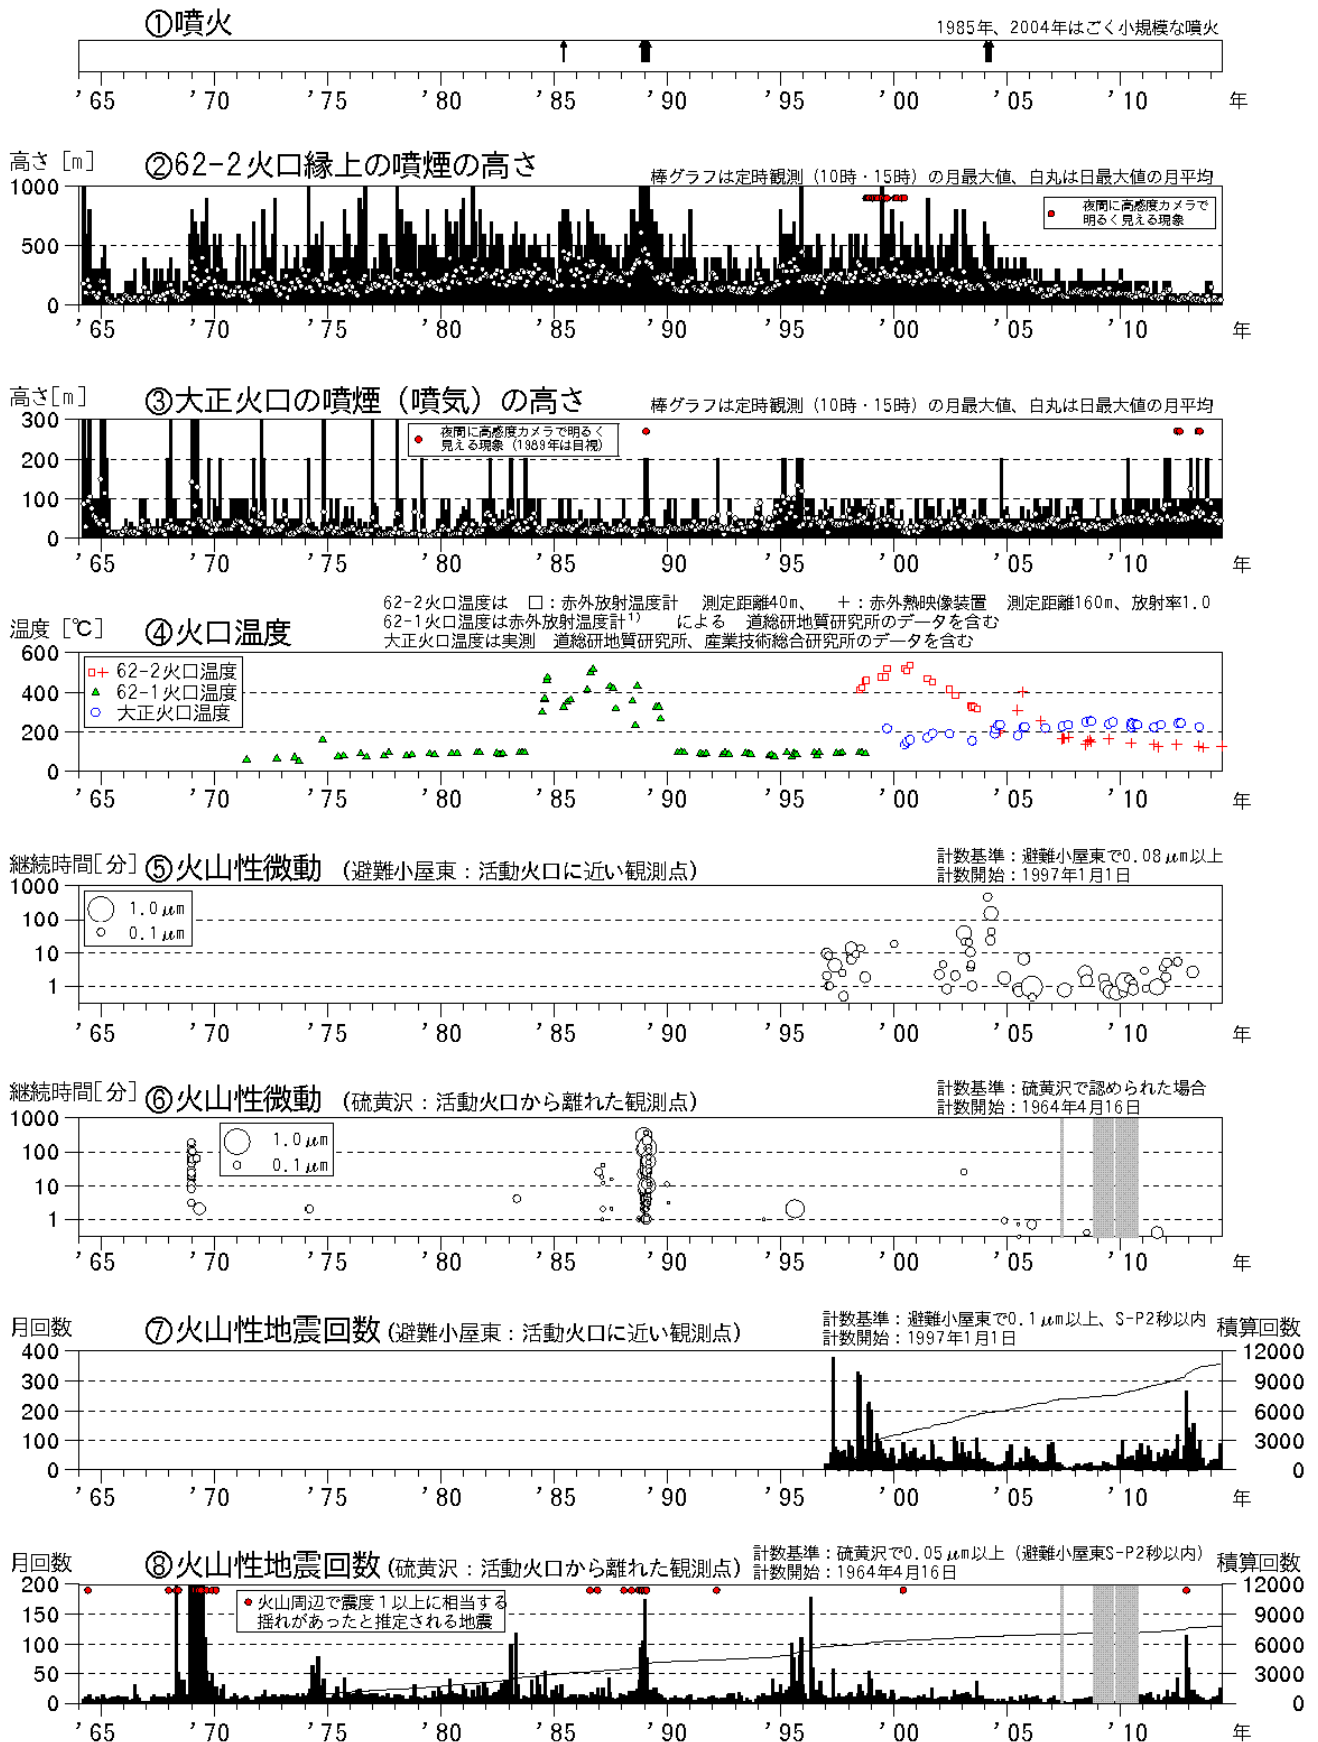 ①噴火
1985年、2004年はごく小規模な噴火
'65 '70 '75 '80 '85 '90 '95 '00 '05 '10 年
高さ [m]
②62-2火口縁上の噴煙の高さ
棒グラフは定時観測 (10時・15時) の月最大値、白丸は日最大値の月平均
1000
500
0
夜間に高感度カメラで
明るく見える現象
'65 '70 '75 '80 '85 '90 '95 '00 '05 '10 年
高さ[m]
③大正火口の噴煙 (噴気) の高さ
棒グラフは定時観測 (10時・15時) の月最大値、白丸は日最大値の月平均
300
200
100
0
夜間に高感度カメラで明るく
見える現象 (1989年は目視)
'65 '70 '75 '80 '85 '90 '95 '00 '05 '10 年
温度 [℃]
④火口温度
62-2火口温度は □:赤外放射温度計 測定距離40m、 +:赤外熱映像装置 測定距離160m、放射率1.0
62-1火口温度は赤外放射温度計1) による 道総研地質研究所のデータを含む
大正火口温度は実測 道総研地質研究所、産業技術総合研究所のデータを含む
600
400
200
0
□+ 62-2火口温度
▲ 62-1火口温度
○ 大正火口温度
'65 '70 '75 '80 '85 '90 '95 '00 '05 '10 年
継続時間[分]
⑤火山性微動 (避難小屋東:活動火口に近い観測点)
計数基準:避難小屋東で0.08μm以上
計数開始:1997年1月1日
1000
100
10
1
1.0μm
0.1μm
'65 '70 '75 '80 '85 '90 '95 '00 '05 '10 年
継続時間[分]
⑥火山性微動 (硫黄沢:活動火口から離れた観測点)
計数基準:硫黄沢で認められた場合
計数開始:1964年4月16日
1000
100
10
1
1.0μm
0.1μm
'65 '70 '75 '80 '85 '90 '95 '00 '05 '10 年
月回数
⑦火山性地震回数(避難小屋東:活動火口に近い観測点)
計数基準:避難小屋東で0.1μm以上、S-P2秒以内
計数開始:1997年1月1日
積算回数
400 12000
300 9000
200 6000
100 3000
0 0
'65 '70 '75 '80 '85 '90 '95 '00 '05 '10 年
月回数
⑧火山性地震回数(硫黄沢:活動火口から離れた観測点)
計数基準:硫黄沢で0.05μm以上 (避難小屋東S-P2秒以内)
計数開始:1964年4月16日
積算回数
200 12000
150 9000
100 6000
50 3000
0 0
火山周辺で震度1以上に相当する
揺れがあったと推定される地震
'65 '70 '75 '80 '85 '90 '95 '00 '05 '10 年